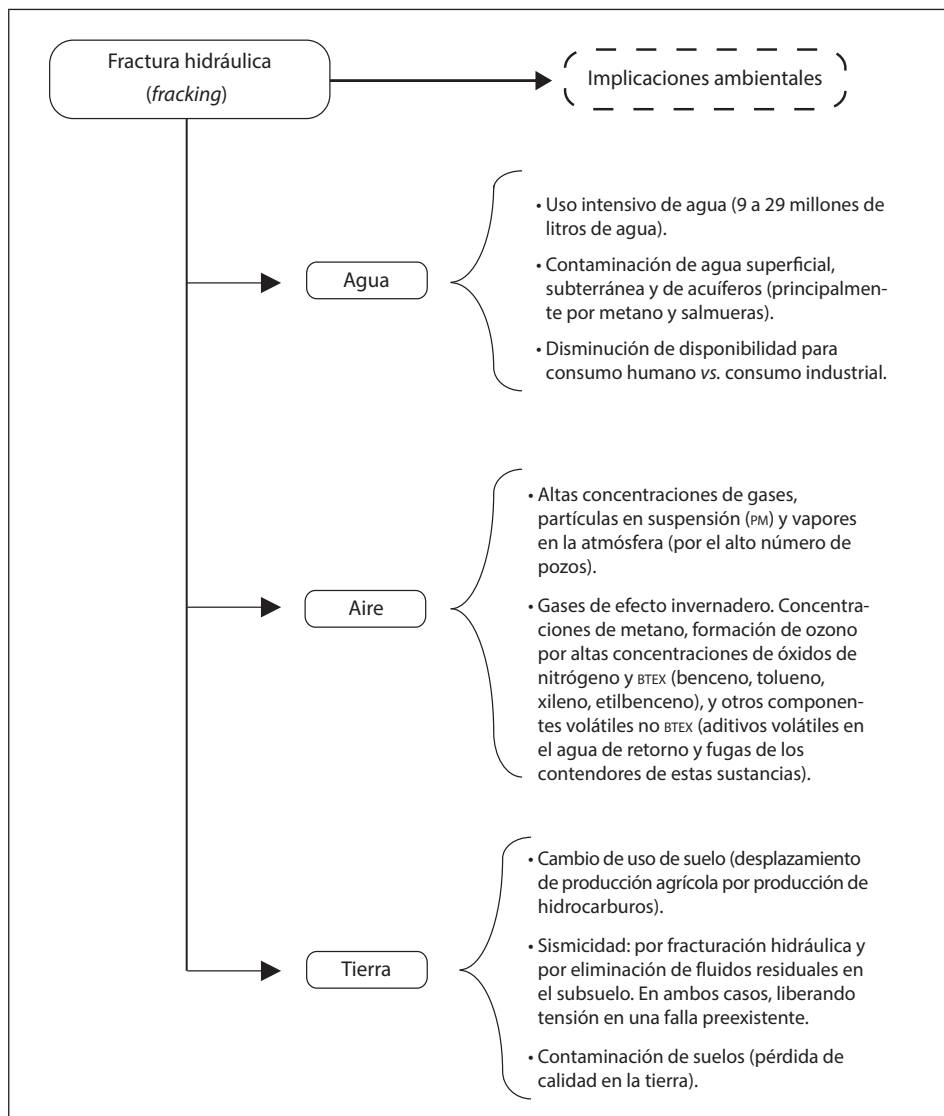 Fractura hidráulica
(fracking)
Implicaciones ambientales
Agua
• Uso intensivo de agua (9 a 29 millones de
litros de agua).
• Contaminación de agua superficial,
subterránea y de acuíferos (principalmen-
te por metano y salmueras).
• Disminución de disponibilidad para
consumo humano vs. consumo industrial.
Aire
• Altas concentraciones de gases,
partículas en suspensión (PM) y vapores
en la atmósfera (por el alto número de
pozos).
• Gases de efecto invernadero. Concentra-
ciones de metano, formación de ozono
por altas concentraciones de óxidos de
nitrógeno y BTEX (benceno, tolueno,
xileno, etilbenceno), y otros componen-
tes volátiles no BTEX (aditivos volátiles en
el agua de retorno y fugas de los
contendores de estas sustancias).
Tierra
• Cambio de uso de suelo (desplazamiento
de producción agrícola por producción de
hidrocarburos).
• Sismicidad: por fracturación hidráulica y
por eliminación de fluidos residuales en
el subsuelo. En ambos casos, liberando
tensión en una falla preexistente.
• Contaminación de suelos (pérdida de
calidad en la tierra).